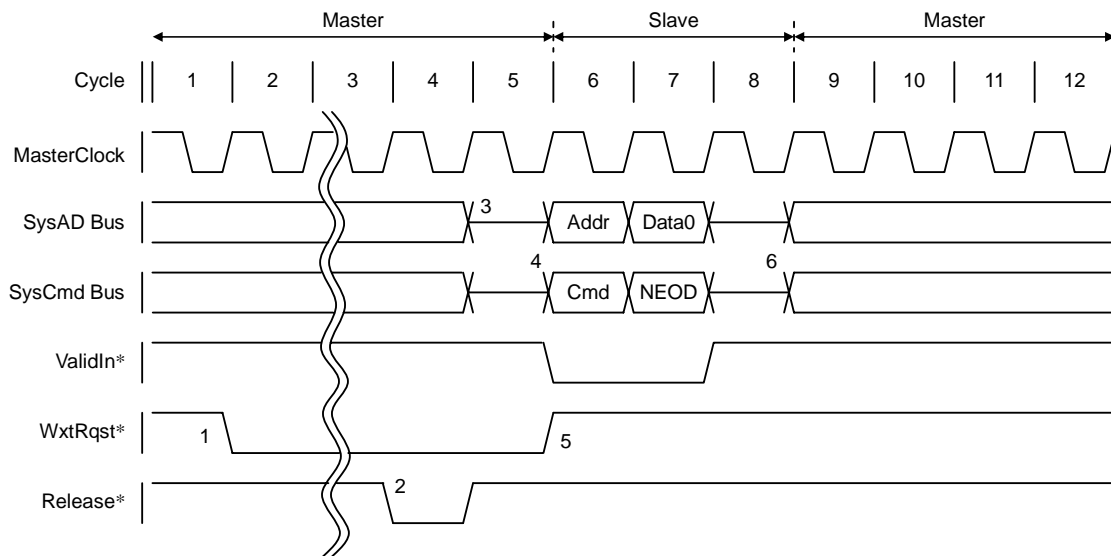 Master Slave Master
Cycle 1 2 3 4 5 6 7 8 9 10 11 12
MasterClock
SysAD Bus 3 Addr Data0
SysCmd Bus 4 Cmd NEOD 6
ValidIn*
WxtRqst* 1 5
Release* 2